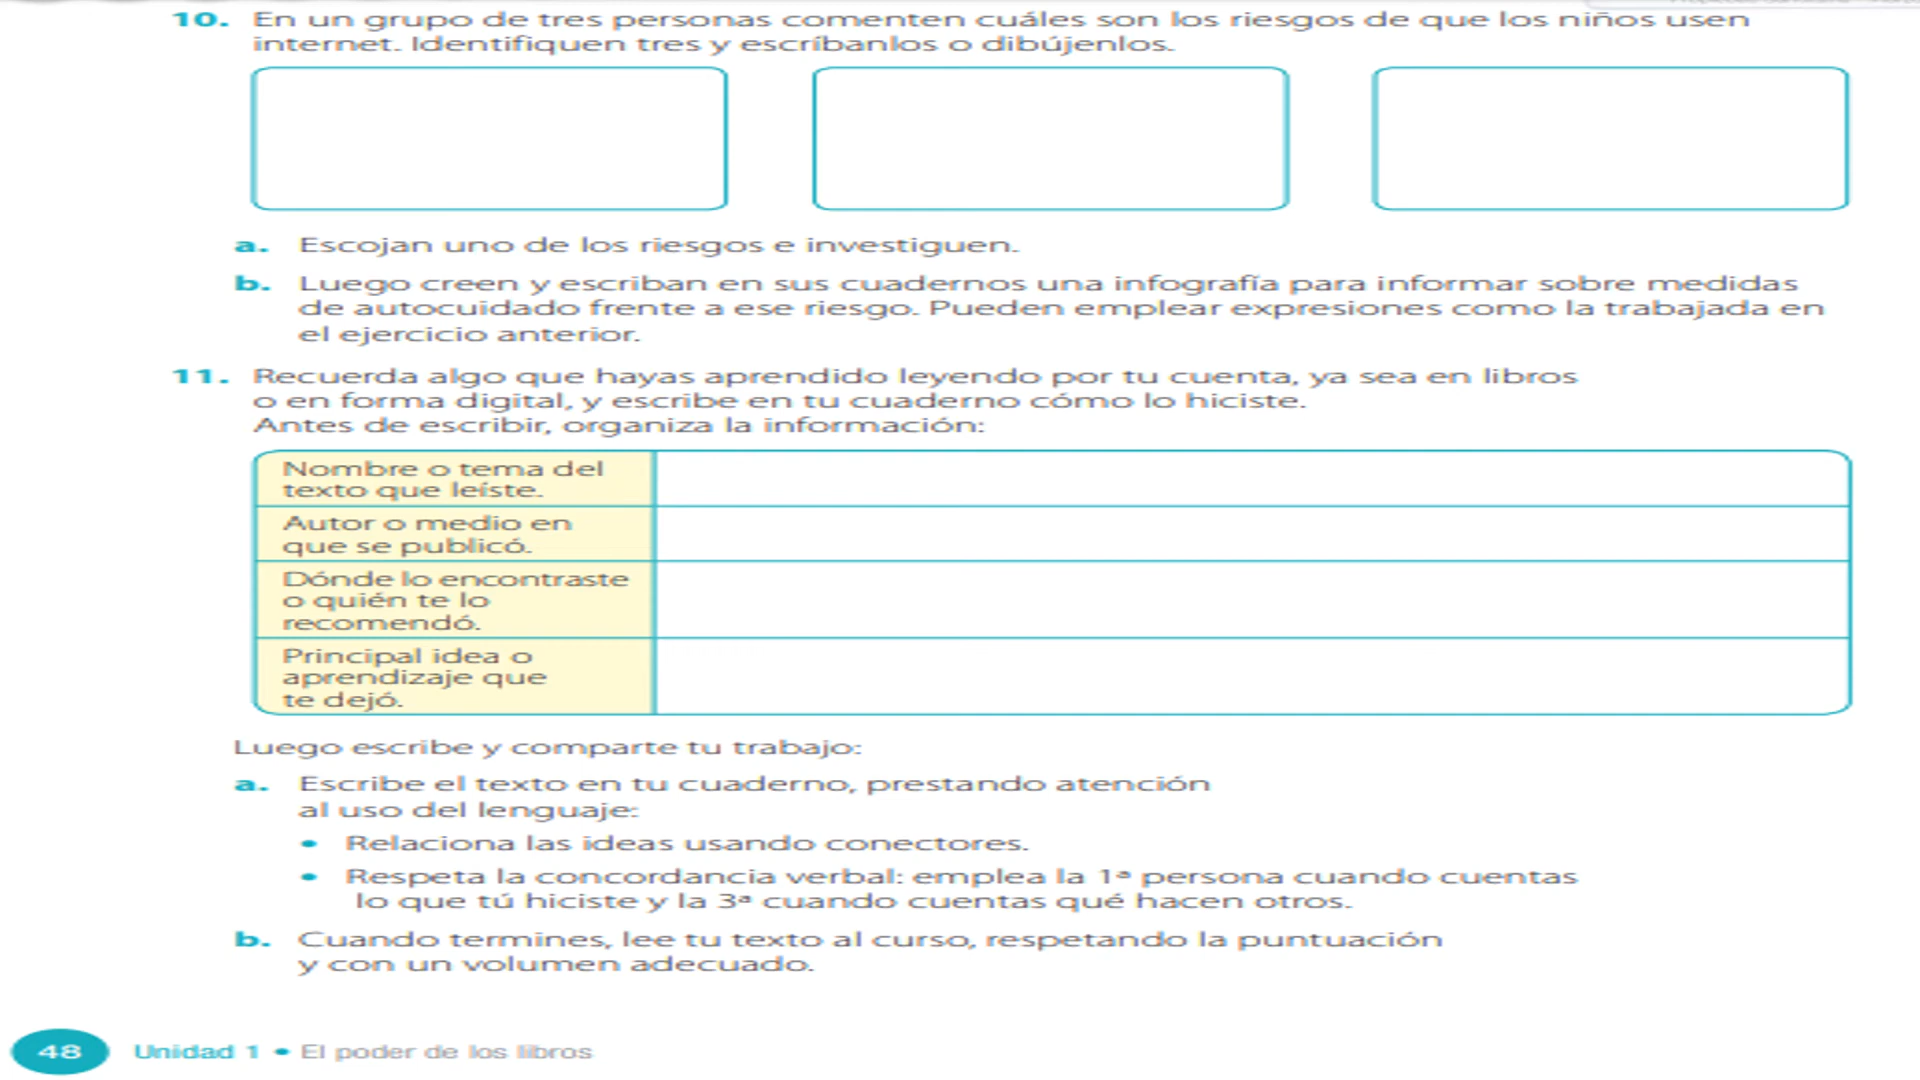 10. En un grupo de tres personas comenten cuáles son los riesgos de que los niños usen
internet. Identifiquen tres y escríbanlos o dibújenlos.
a. Escojan uno de los riesgos e investiguen.
b. Luego creen y escriban en sus cuadernos una infografía para informar sobre medidas
de autocuidado frente a ese riesgo. Pueden emplear expresiones como la trabajada en
el ejercicio anterior.
11. Recuerda algo que hayas aprendido leyendo por tu cuenta, ya sea en libros
o en forma digital, y escribe en tu cuaderno cómo lo hiciste.
Antes de escribir, organiza la información:
Nombre o tema del
texto que leíste.
Autor o medio en
que se publicó.
Dónde lo encontraste
o quién te lo
recomendó.
Principal idea o
aprendizaje que
te dejó.
Luego escribe y comparte tu trabajo:
a. Escribe el texto en tu cuaderno, prestando atención
al uso del lenguaje:
• Relaciona las ideas usando conectores.
• Respeta la concordancia verbal: emplea la 1ª persona cuando cuentas
lo que tú hiciste y la 3ª cuando cuentas qué hacen otros.
b. Cuando termines, lee tu texto al curso, respetando la puntuación
y con un volumen adecuado.
48 Unidad 1 • El poder de los libros